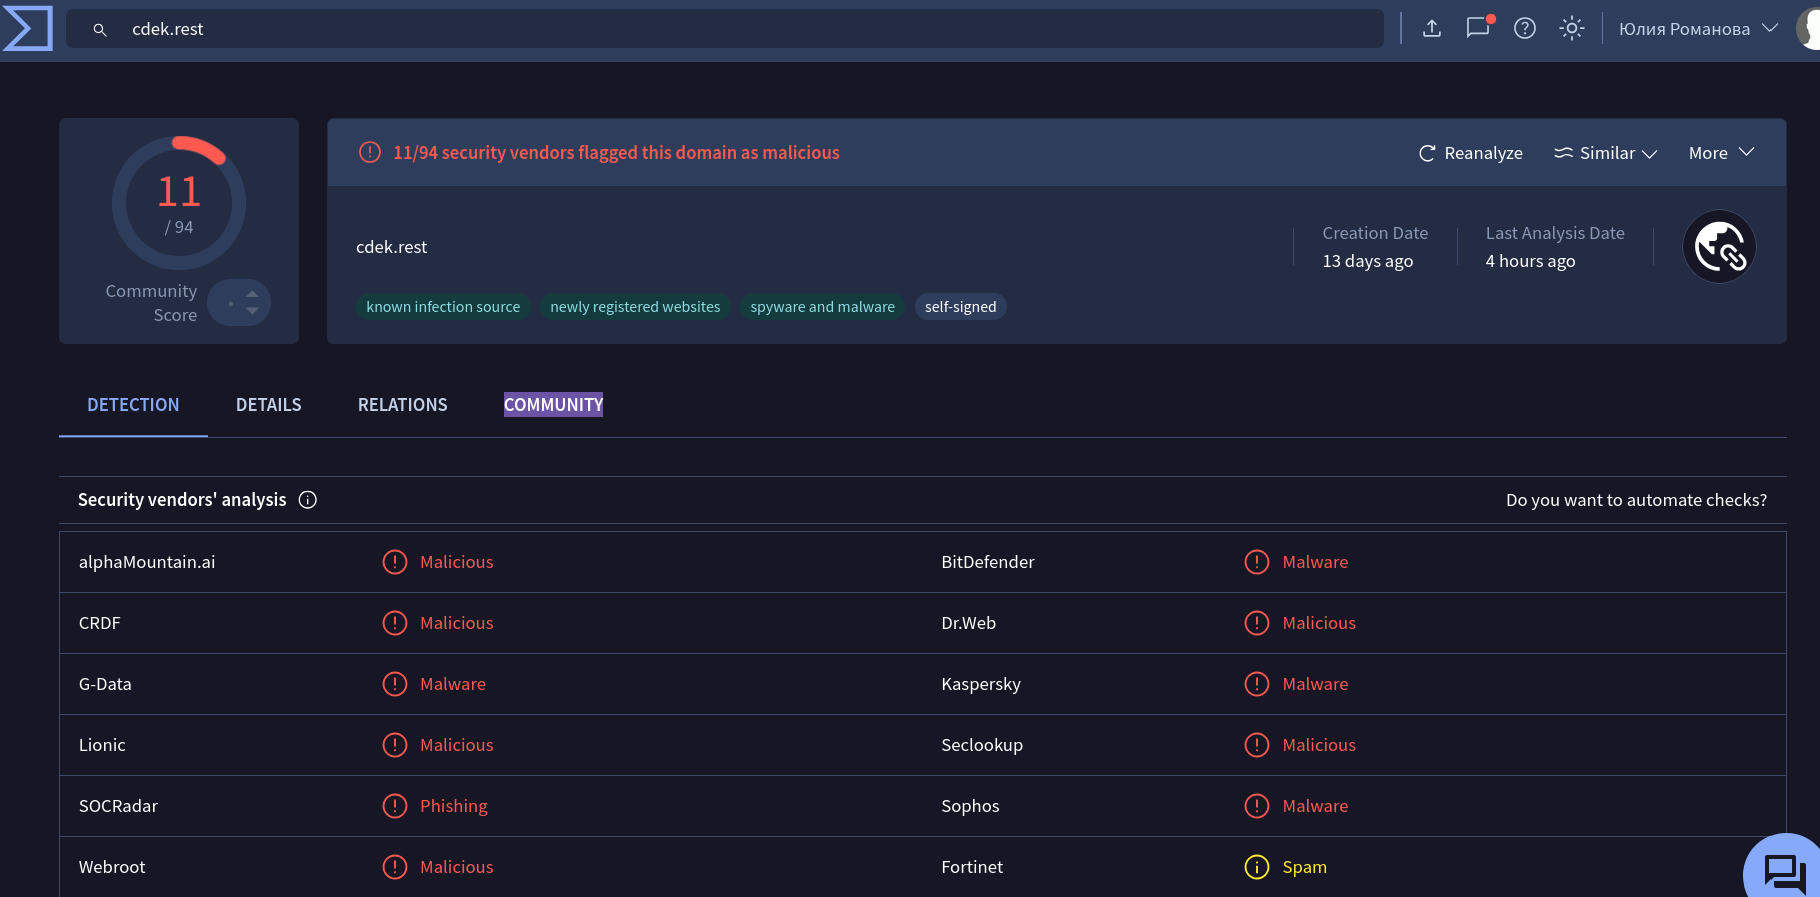 cdek.rest
Юлия Романова
11
/ 94
Community
Score
11/94 security vendors flagged this domain as malicious
Reanalyze
Similar
More
cdek.rest
Creation Date
13 days ago
Last Analysis Date
4 hours ago
known infection source
newly registered websites
spyware and malware
self-signed
DETECTION
DETAILS
RELATIONS
COMMUNITY
Security vendors' analysis
Do you want to automate checks?
alphaMountain.ai
Malicious
BitDefender
Malware
CRDF
Malicious
Dr.Web
Malicious
G-Data
Malware
Kaspersky
Malware
Lionic
Malicious
Seclookup
Malicious
SOCRadar
Phishing
Sophos
Malware
Webroot
Malicious
Fortinet
Spam